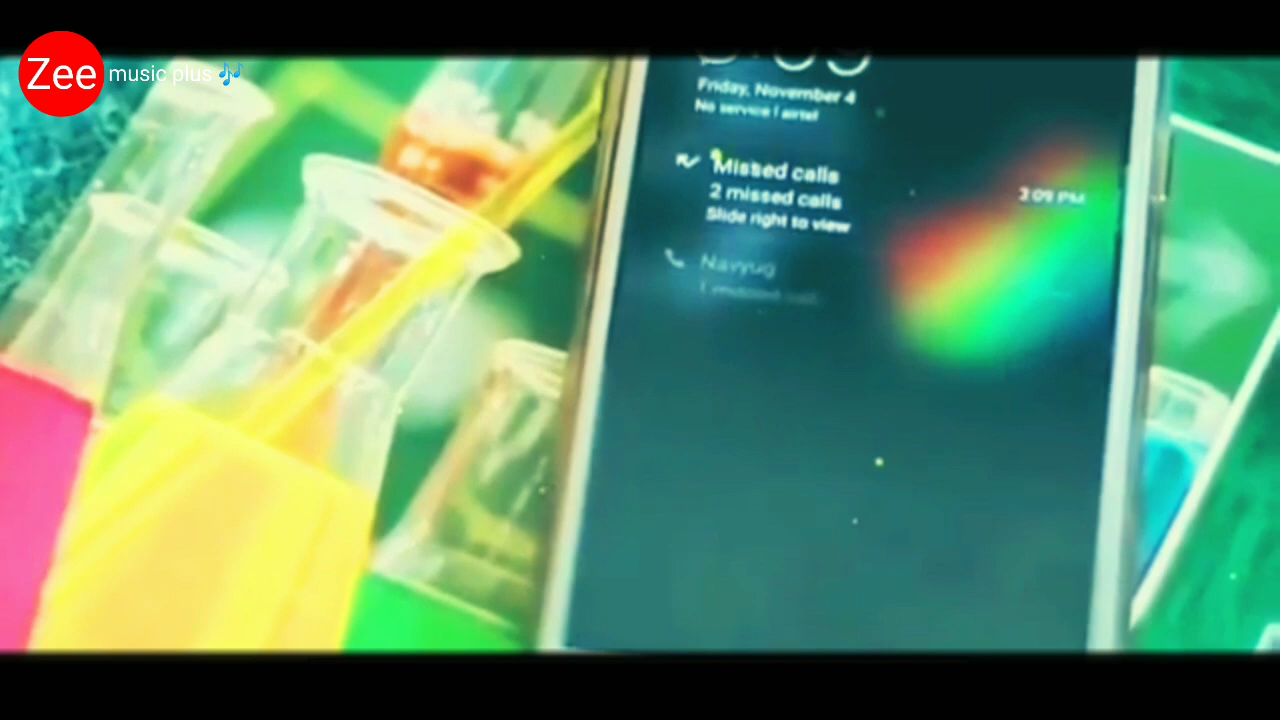 Zee music plus 🎶
Friday, November 4
No service | airtel
Missed calls
2 missed calls
3:09 PM
Slide right to view
Navyug